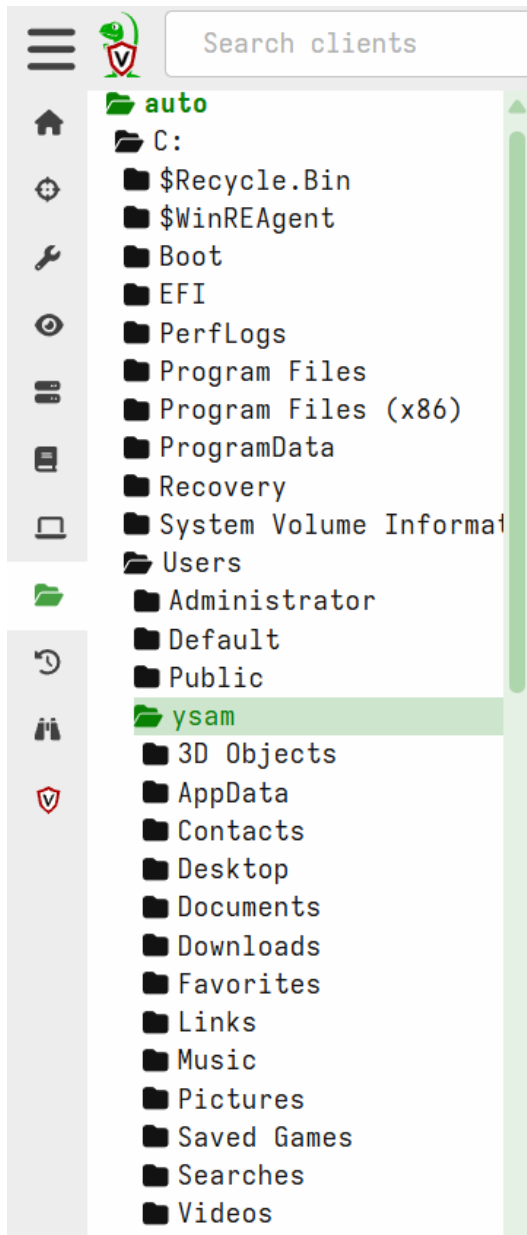 V
Search clients
auto
C:
$Recycle.Bin
$WinREAgent
Boot
EFI
PerfLogs
Program Files
Program Files (x86)
ProgramData
Recovery
System Volume Informat
Users
Administrator
Default
Public
ysam
3D Objects
AppData
Contacts
Desktop
Documents
Downloads
Favorites
Links
Music
Pictures
Saved Games
Searches
Videos
V